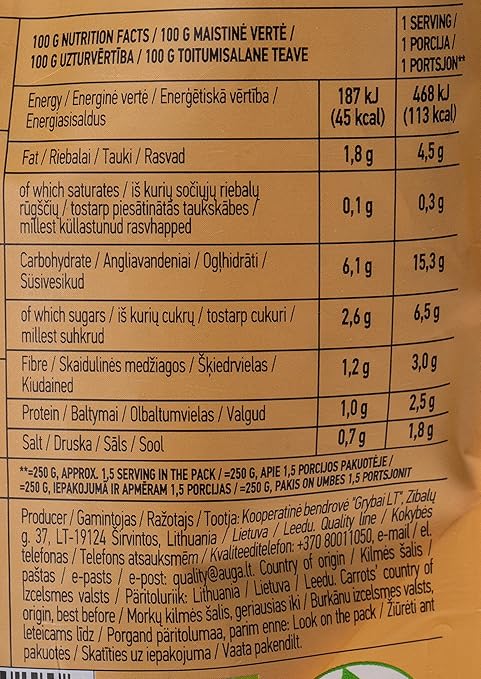 100 G NUTRITION FACTS / 100 G MAISTINĖ VERTĖ /
100 G UZTURVĒRTĪBA / 100 G TOITUMISALANE TEAVE
1 SERVING /
1 PORCIJA /
1 PORTSJON**
Energy / Energinė vertė / Enerģētiskā vērtība /
Energiasisaldus
187 kJ
(45 kcal)
468 kJ
(113 kcal)
Fat / Riebalai / Tauki / Rasvad
1,8 g
4,5 g
of which saturates / iš kurių sočiųjų riebalų
rūgščių / tostarp piesātinātās taukskābes /
millest küllastunud rasvhapped
0,1 g
0,3 g
Carbohydrate / Angliavandeniai / Ogļhidrāti /
Süsivesikud
6,1 g
15,3 g
of which sugars / iš kurių cukrų / tostarp cukuri /
millest suhkrud
2,6 g
6,5 g
Fibre / Skaidulinės medžiagos / Šķiedrvielas /
Kiudained
1,2 g
3,0 g
Protein / Baltymai / Olbaltumvielas / Valgud
1,0 g
2,5 g
Salt / Druska / Sāls / Sool
0,7 g
1,8 g
**=250 G, APPROX. 1,5 SERVING IN THE PACK / =250 G, APIE 1,5 PORCIJOS PAKUOTĖJE /
=250 G, IEPAKOJUMĀ IR APMĒRAM 1,5 PORCIJAS / =250 G, PAKIS ON UMBES 1,5 PORTSJONIT
Producer / Gamintojas / Ražotajs / Tootja: Kooperatinė bendrovė "Grybai LT", Zibalų
g. 37, LT-19124 Širvintos, Lithuania / Lietuva / Leedu. Quality line / Kokybės
telefonas / Telefons atsauksmēm / Kvaliteeditelefon: +370 80011050, e-mail / el.
paštas / e-pasts / e-post: quality@auga.lt. Country of origin / Kilmės šalis /
Izcelsmes valsts / Päritoluriik: Lithuania / Lietuva / Leedu. Carrots' country of
origin, best before / Morkų kilmės šalis, geriausias iki / Burkānu izcelsmes valsts,
leteicams līdz / Porgand päritolumaa, parim enne: Look on the pack / Žiūrėti ant
pakuotės / Skatīties uz iepakojuma / Vaata pakendilt.